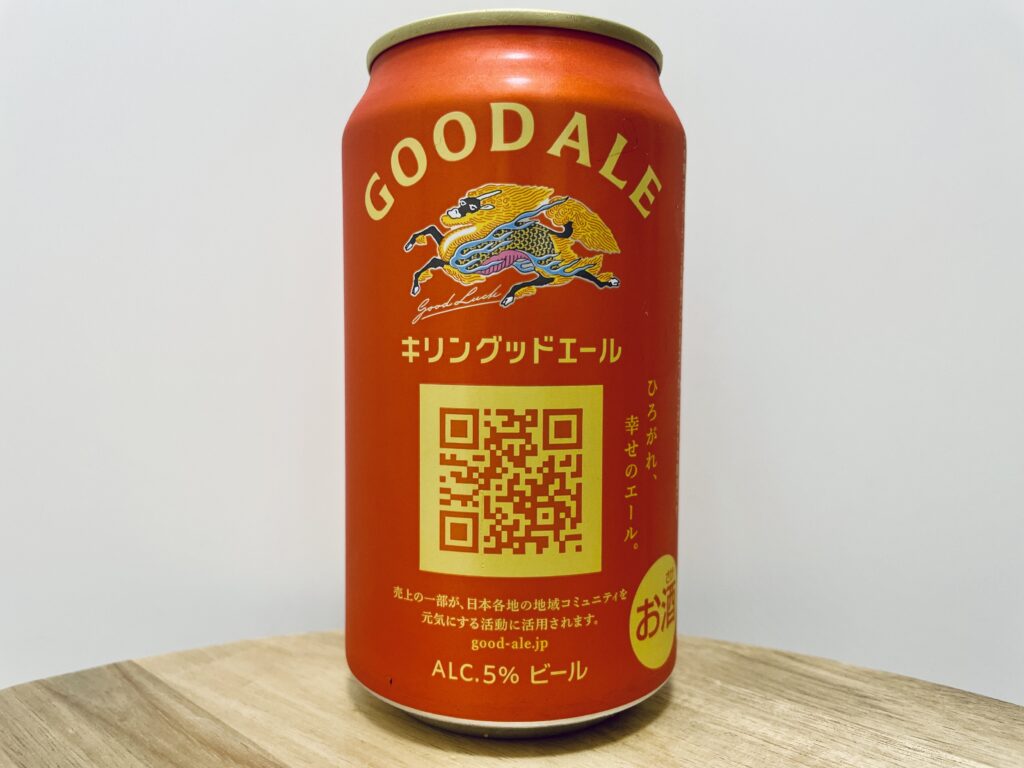 GOOD ALE
Good Luck
キリングッドエール
ひろがれ、
幸せのエール。
売上の一部が、日本各地の地域コミュニティを
元気にする活動に活用されます。
good-ale.jp
お酒
ALC.5% ビール